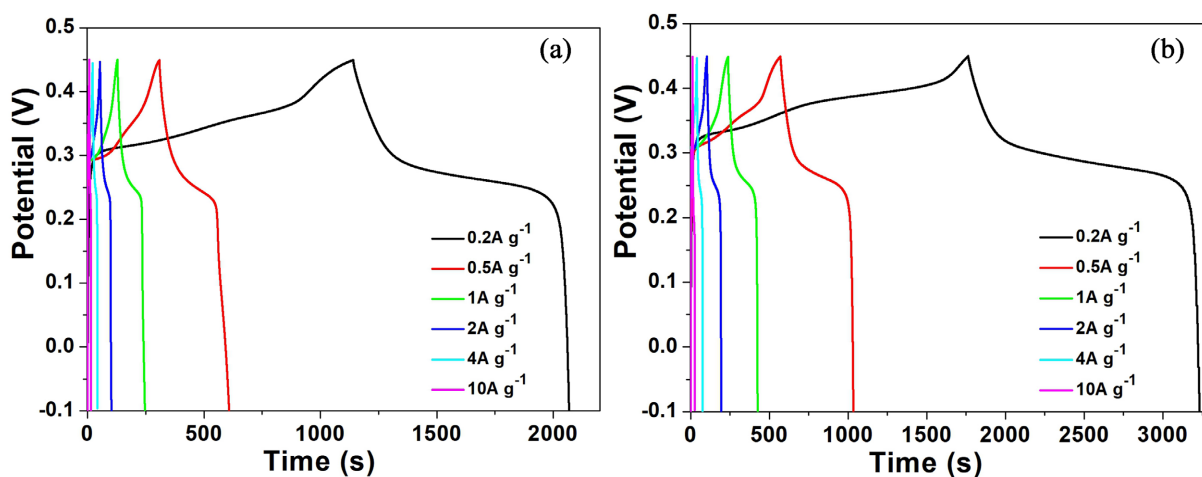 (a)
Potential (V)
0.5
0.4
0.3
0.2
0.1
0.0
-0.1
0.2A g⁻¹
0.5A g⁻¹
1A g⁻¹
2A g⁻¹
4A g⁻¹
10A g⁻¹
0 500 1000 1500 2000
Time (s)
(b)
Potential (V)
0.5
0.4
0.3
0.2
0.1
0.0
-0.1
0.2A g⁻¹
0.5A g⁻¹
1A g⁻¹
2A g⁻¹
4A g⁻¹
10A g⁻¹
0 500 1000 1500 2000 2500 3000
Time (s)